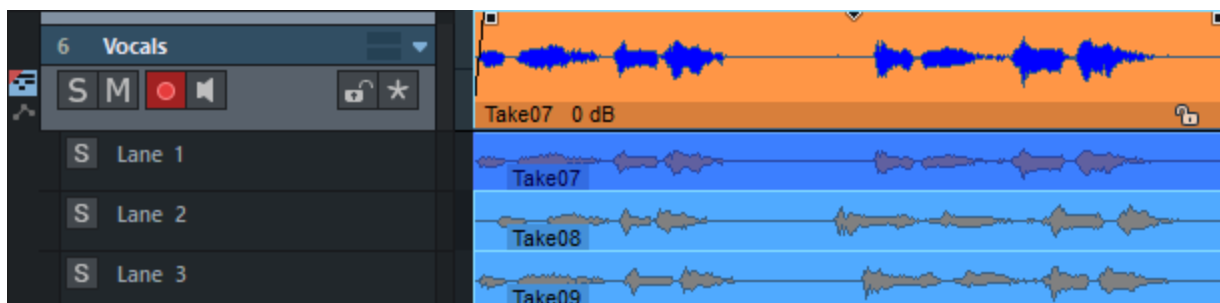 6 Vocals
S M
Take07 0 dB
S Lane 1
Take07
S Lane 2
Take08
S Lane 3
Take09